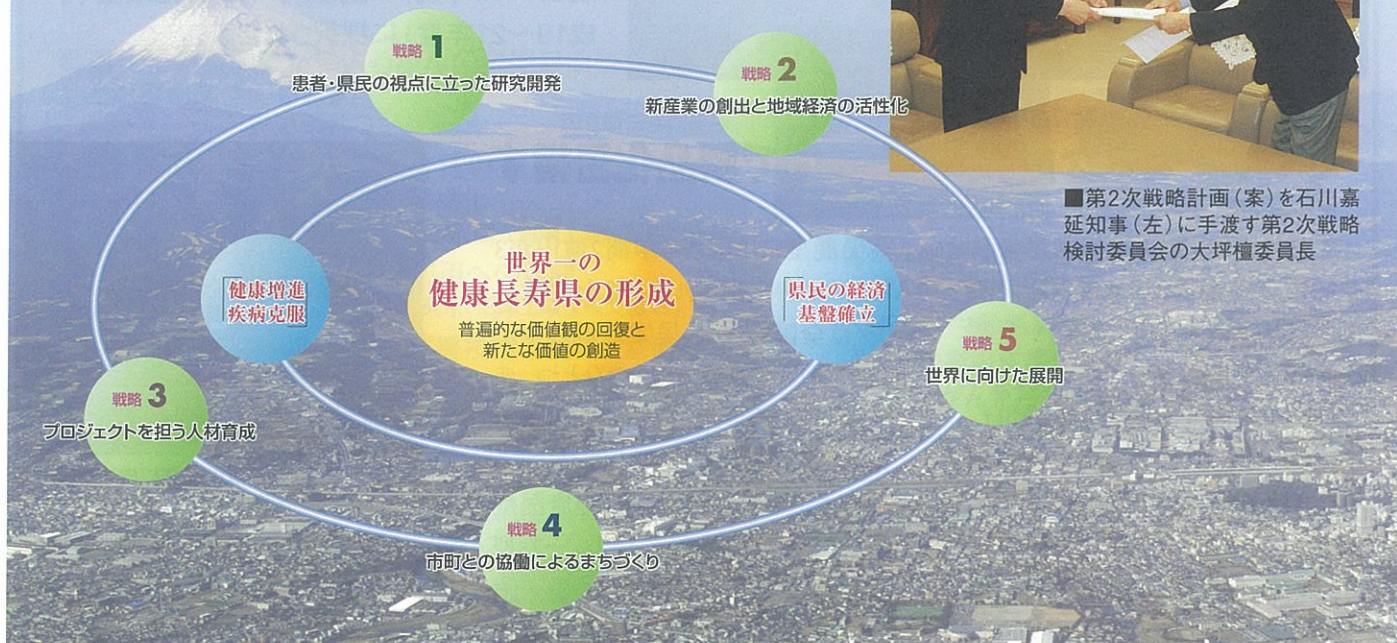 戦略 1
患者・県民の視点に立った研究開発
戦略 2
新産業の創出と地域経済の活性化
■第2次戦略計画（案）を石川嘉
延知事（左）に手渡す第2次戦略
検討委員会の大坪檀委員長
世界一の
健康長寿県の形成
普遍的な価値観の回復と
新たな価値の創造
「健康増進
疾病克服」
「県民の経済
基盤確立」
戦略 5
世界に向けた展開
戦略 3
プロジェクトを担う人材育成
戦略 4
市町との協働によるまちづくり